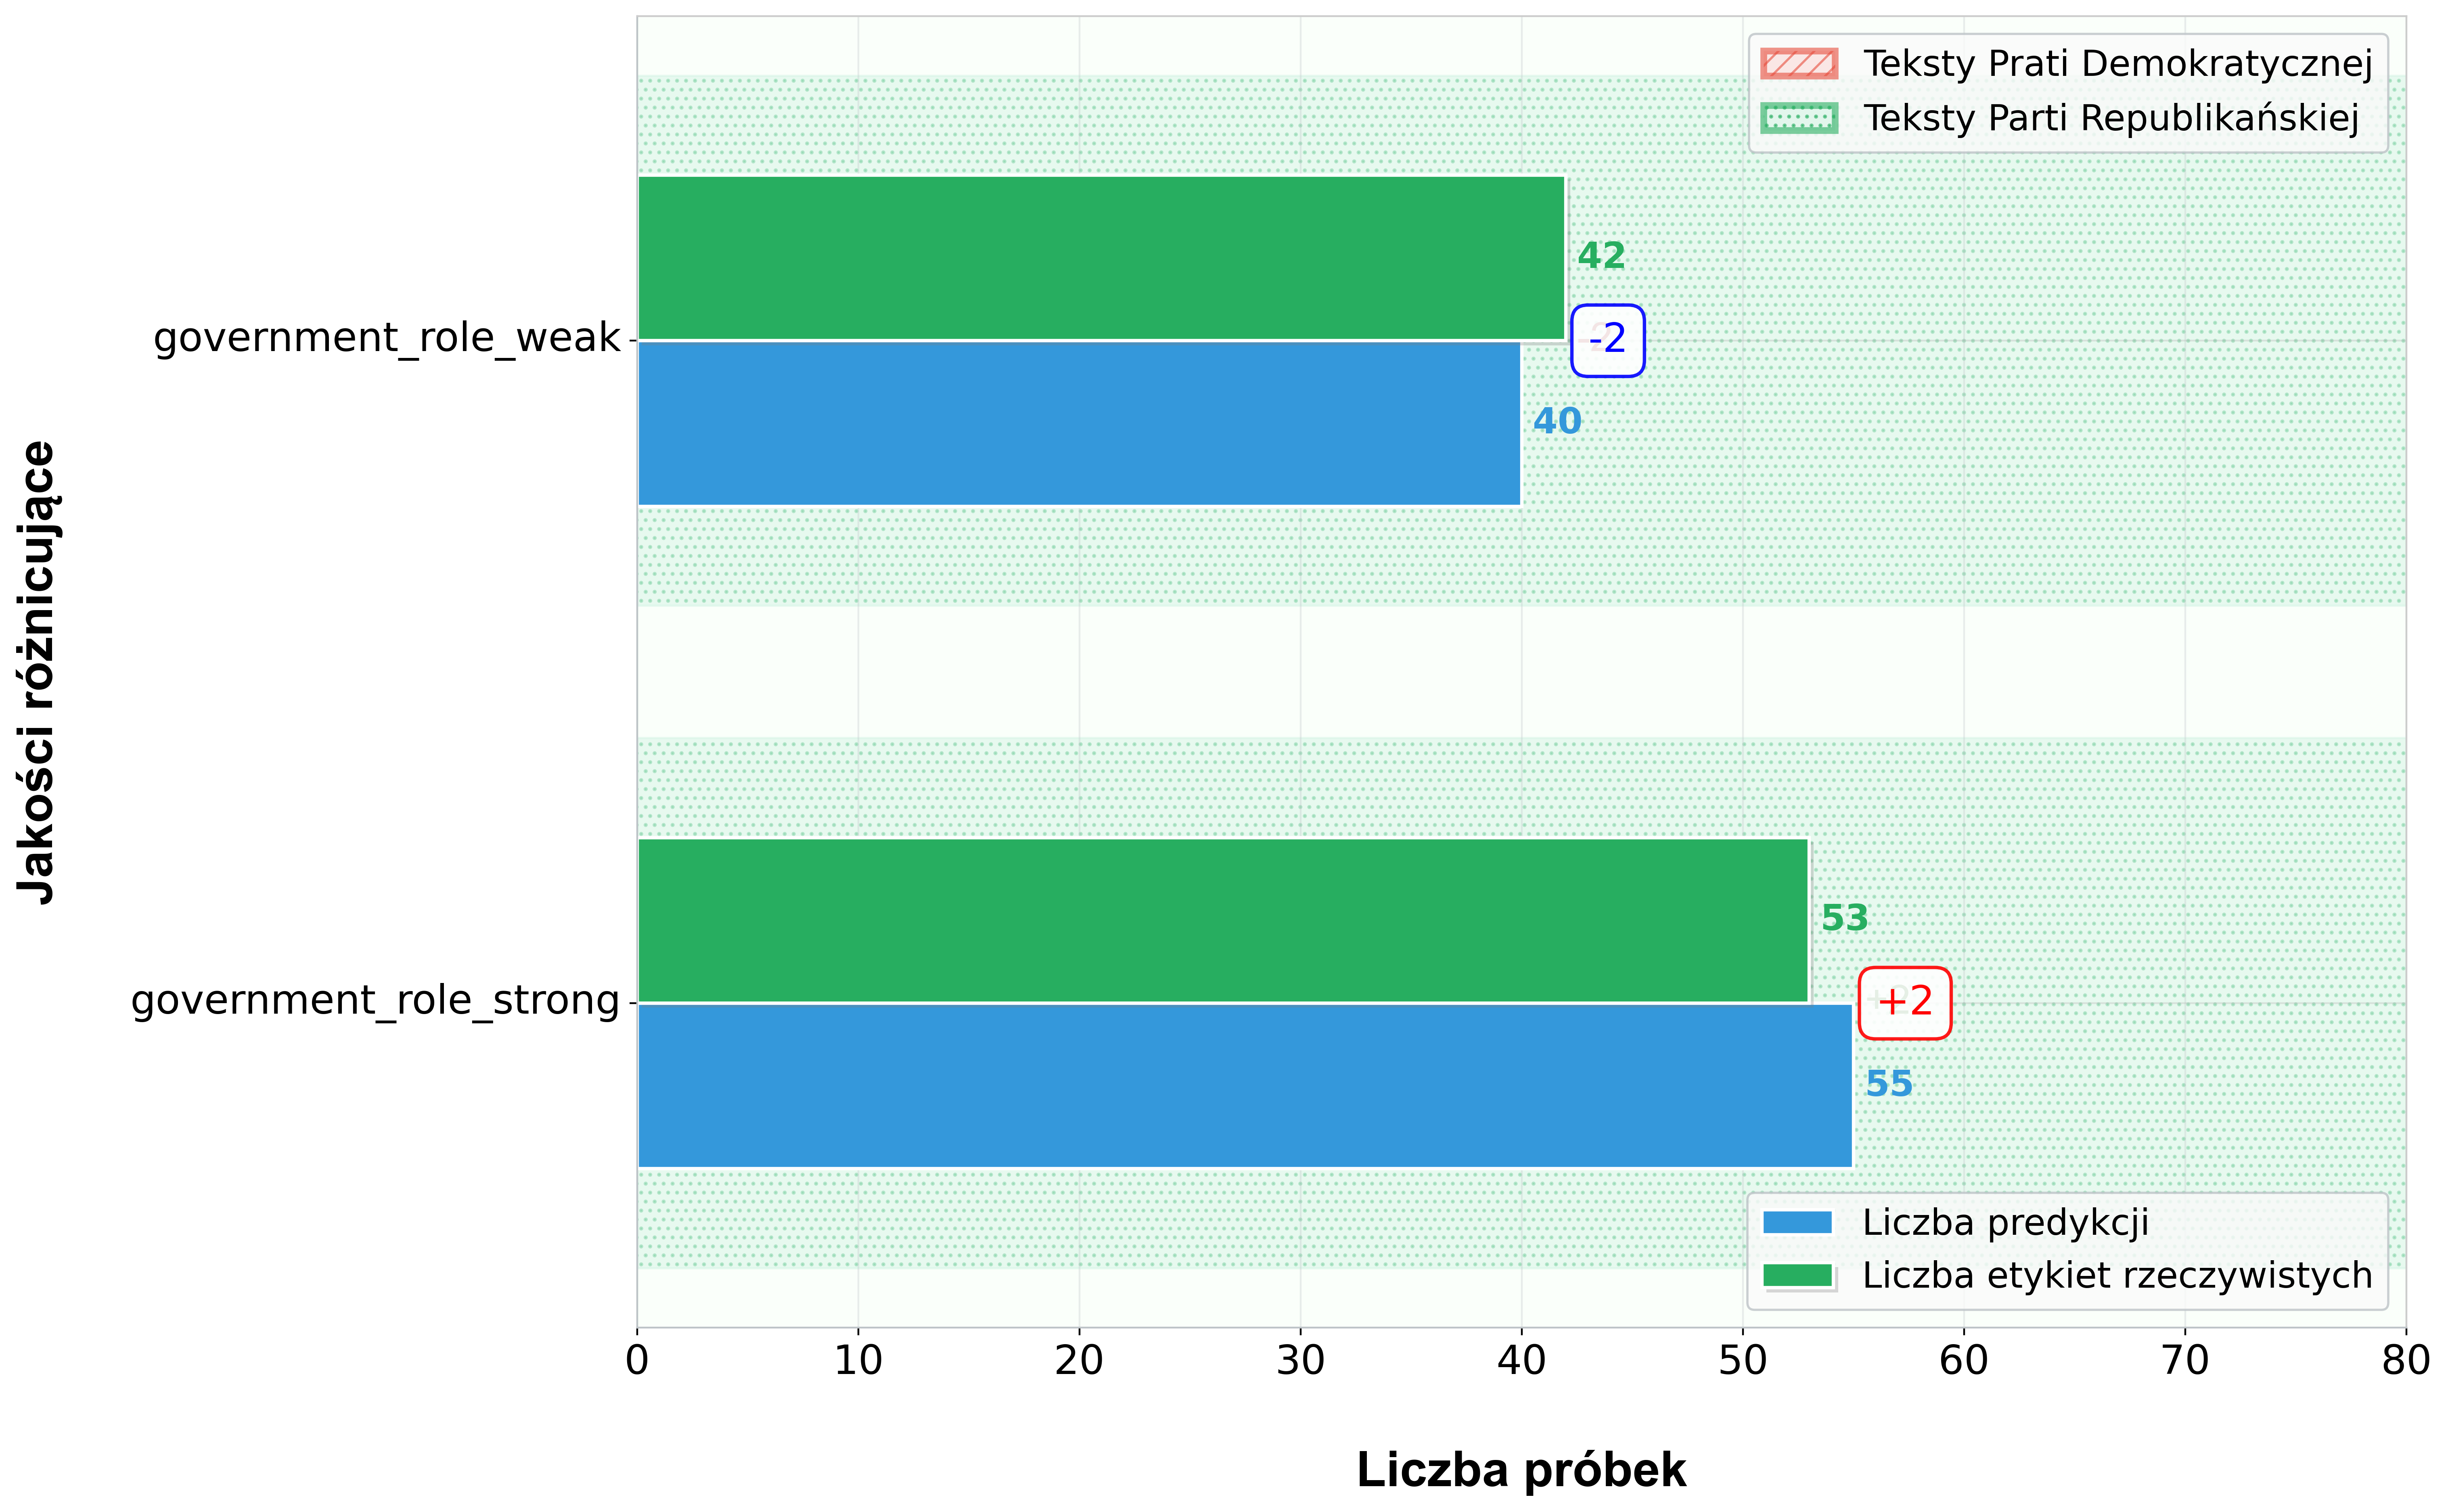 Teksty Prati Demokratycznej
Teksty Parti Republikańskiej
government_role_weak
42
-2
40
Jakości różnicujące
government_role_strong
53
+2
55
Liczba predykcji
Liczba etykiet rzeczywistych
0 10 20 30 40 50 60 70 80
Liczba próbek